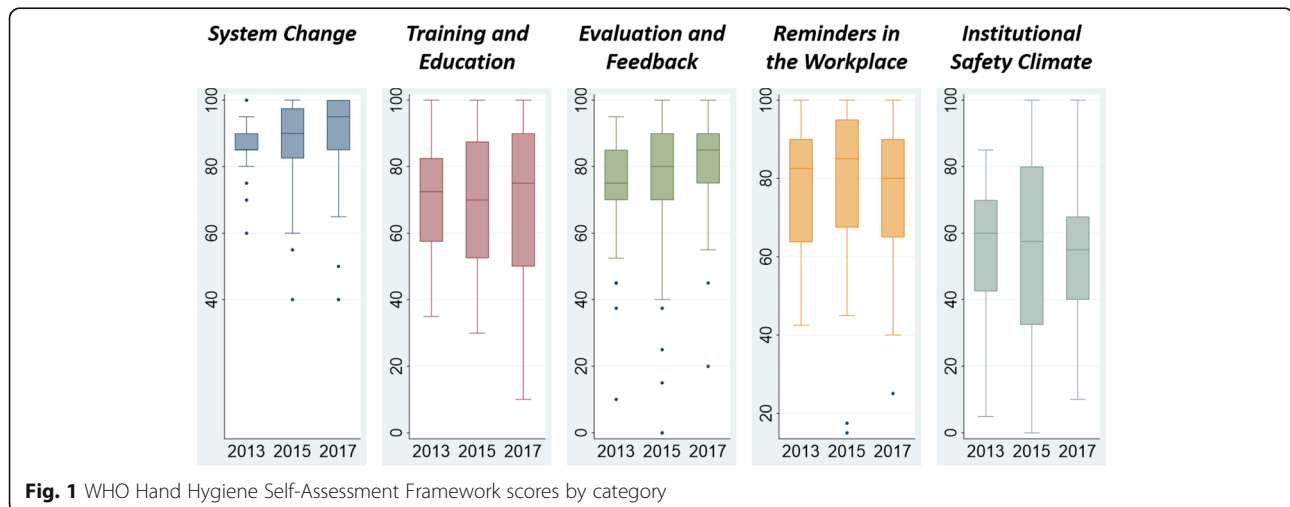 System Change
Training and
Education
Evaluation and
Feedback
Reminders in
the Workplace
Institutional
Safety Climate
100
80
60
40
2013 2015 2017
100
80
60
40
20
0
2013 2015 2017
100
80
60
40
20
0
2013 2015 2017
100
80
60
40
20
2013 2015 2017
100
80
60
40
20
0
2013 2015 2017
Fig. 1 WHO Hand Hygiene Self-Assessment Framework scores by category